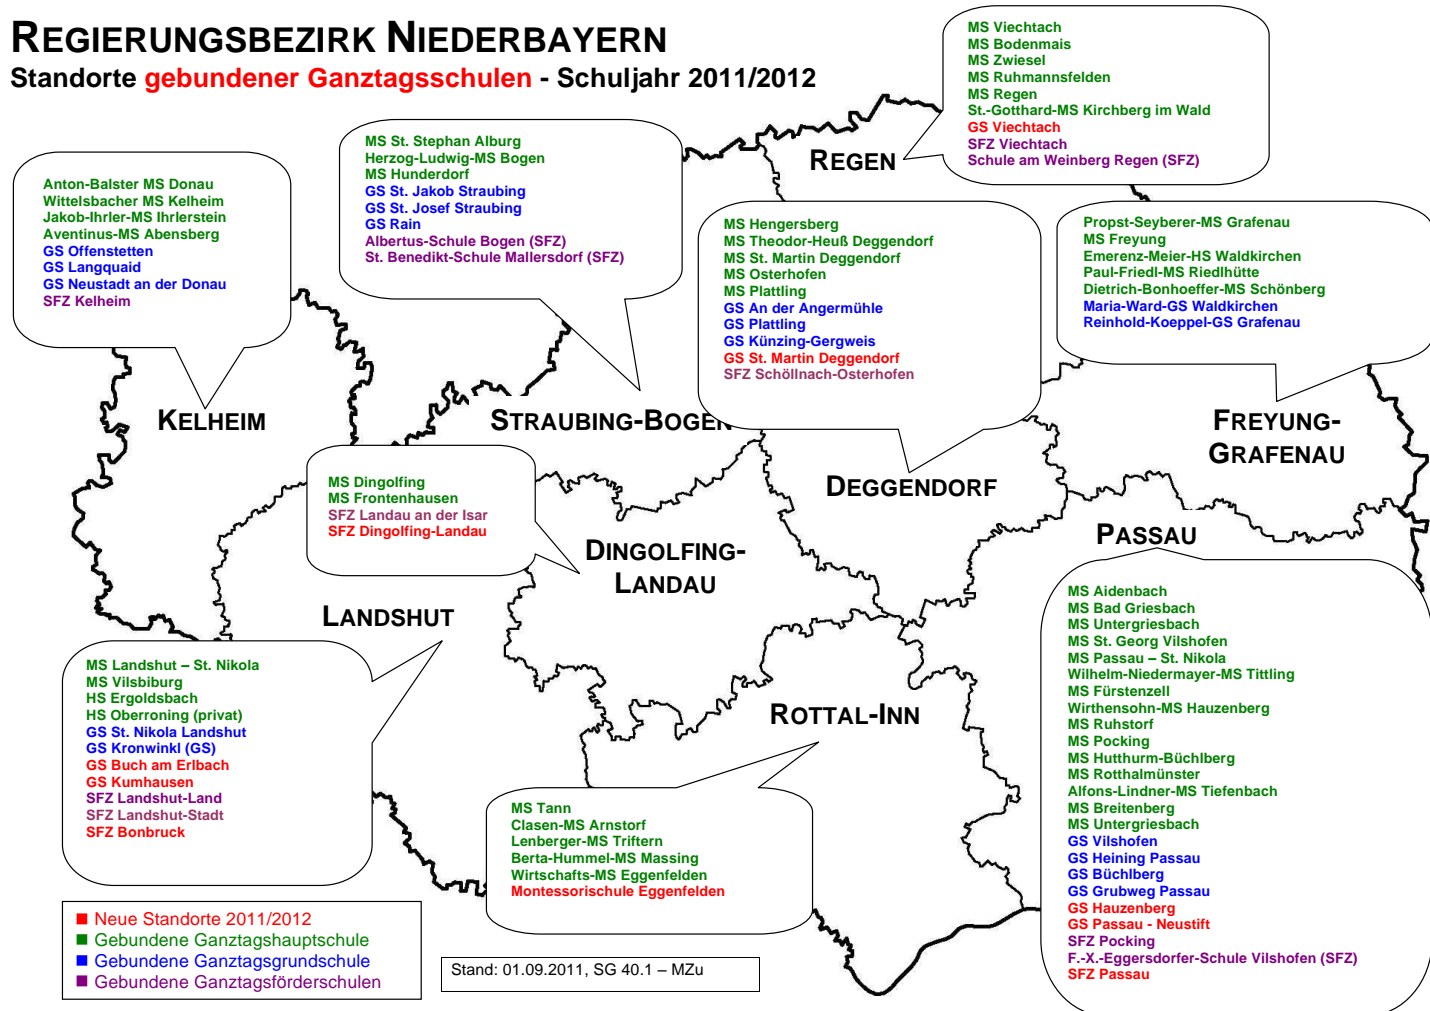 REGIERUNGSBEZIRK NIEDERBAYERN
Standorte gebundener Ganztagsschulen - Schuljahr 2011/2012
MS Viechtach
MS Bodenmais
MS Zwiesel
MS Ruhmannsfelden
MS Regen
St.-Gotthard-MS Kirchberg im Wald
GS Viechtach
SFZ Viechtach
Schule am Weinberg Regen (SFZ)
REGEN
MS St. Stephan Alburg
Herzog-Ludwig-MS Bogen
MS Hunderdorf
GS St. Jakob Straubing
GS St. Josef Straubing
GS Rain
Albertus-Schule Bogen (SFZ)
St. Benedikt-Schule Mallersdorf (SFZ)
Anton-Balster MS Donau
Wittelsbacher MS Kelheim
Jakob-Ihrler-MS Ihrlerstein
Aventinus-MS Abensberg
GS Offenstetten
GS Langquaid
GS Neustadt an der Donau
SFZ Kelheim
MS Hengersberg
MS Theodor-Heuß Deggendorf
MS St. Martin Deggendorf
MS Osterhofen
MS Plattling
GS An der Angermühle
GS Plattling
GS Künzing-Gergweis
GS St. Martin Deggendorf
SFZ Schöllnach-Osterhofen
Propst-Seyberer-MS Grafenau
MS Freyung
Emerenz-Meier-HS Waldkirchen
Paul-Friedl-MS Riedlhütte
Dietrich-Bonhoeffer-MS Schönberg
Maria-Ward-GS Waldkirchen
Reinhold-Koeppel-GS Grafenau
KELHEIM
STRAUBING-BOGEN
FREYUNG-
GRAFENAU
DEGGENDORF
MS Dingolfing
MS Frontenhausen
SFZ Landau an der Isar
SFZ Dingolfing-Landau
DINGOLFING-
LANDAU
PASSAU
LANDSHUT
MS Aidenbach
MS Bad Griesbach
MS Untergriesbach
MS St. Georg Vilshofen
MS Passau – St. Nikola
Wilhelm-Niedermayer-MS Tittling
MS Fürstenzell
Wirthensohn-MS Hauzenberg
MS Ruhstorf
MS Pocking
MS Hutthurm-Büchlberg
MS Rotthalmünster
Alfons-Lindner-MS Tiefenbach
MS Breitenberg
MS Untergriesbach
GS Vilshofen
GS Heining Passau
GS Büchlberg
GS Grubweg Passau
GS Hauzenberg
GS Passau - Neustift
SFZ Pocking
F.-X.-Eggersdorfer-Schule Vilshofen (SFZ)
SFZ Passau
MS Landshut – St. Nikola
MS Vilsbiburg
HS Ergoldsbach
HS Oberroning (privat)
GS St. Nikola Landshut
GS Kronwinkl (GS)
GS Buch am Erlbach
GS Kumhausen
SFZ Landshut-Land
SFZ Landshut-Stadt
SFZ Bonbruck
ROTTAL-INN
MS Tann
Clasen-MS Arnstorf
Lenberger-MS Triftern
Berta-Hummel-MS Massing
Wirtschafts-MS Eggenfelden
Montessorischule Eggenfelden
Neue Standorte 2011/2012
Gebundene Ganztagshauptschule
Gebundene Ganztagsgrundschule
Gebundene Ganztagsförderschulen
Stand: 01.09.2011, SG 40.1 – MZu